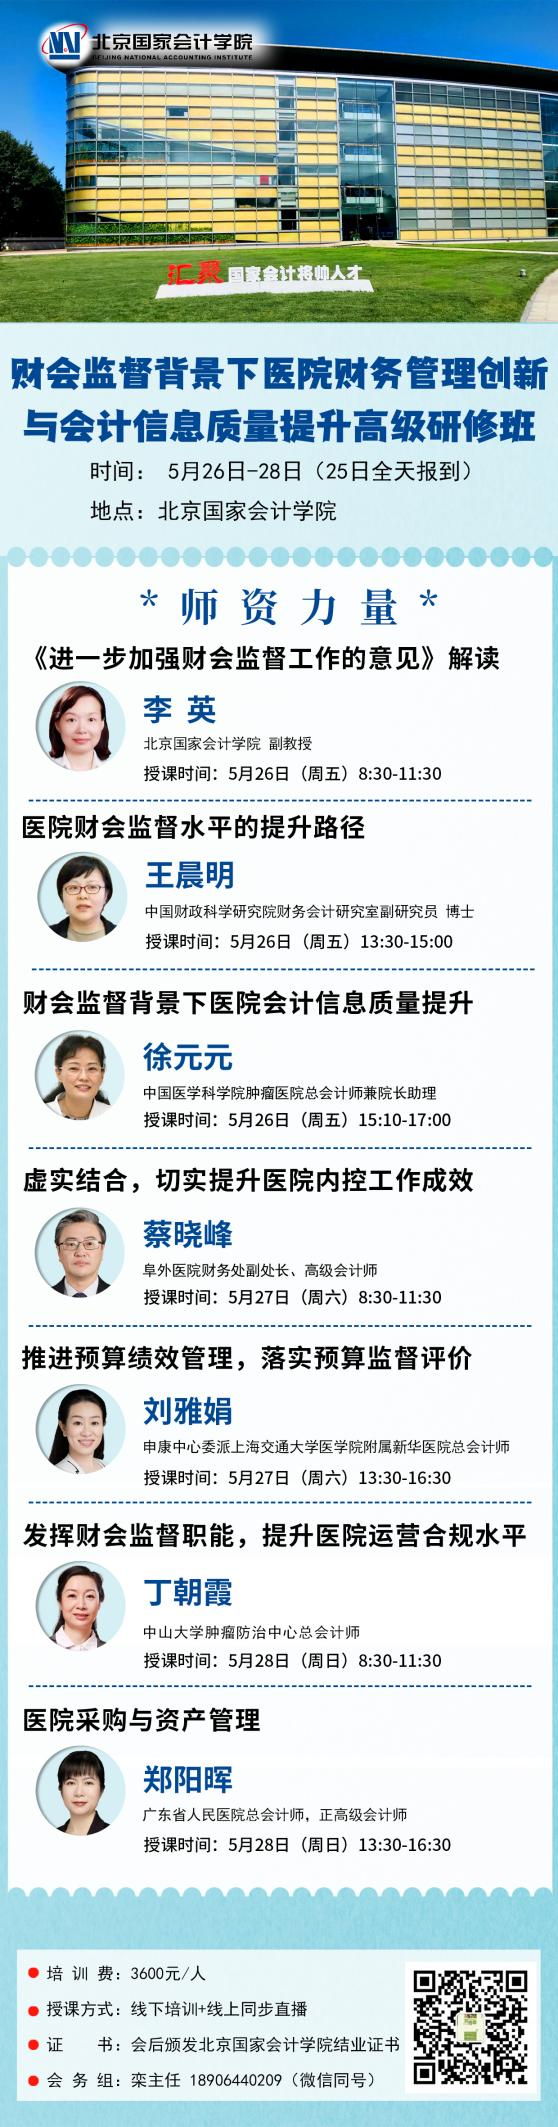 北京国家会计学院
BEIJING NATIONAL ACCOUNTING INSTITUTE
汇聚 国家会计将帅人才
财会监督背景下医院财务管理创新
与会计信息质量提升高级研修班
时间： 5月26日-28日（25日全天报到）
地点：北京国家会计学院
* 师 资 力 量 *
《进一步加强财会监督工作的意见》解读
李 英
北京国家会计学院 副教授
授课时间：5月26日（周五）8:30-11:30
医院财会监督水平的提升路径
王晨明
中国财政科学研究院财务会计研究室副研究员 博士
授课时间：5月26日（周五）13:30-15:00
财会监督背景下医院会计信息质量提升
徐元元
中国医学科学院肿瘤医院总会计师兼院长助理
授课时间：5月26日（周五）15:10-17:00
虚实结合，切实提升医院内控工作成效
蔡晓峰
阜外医院财务处副处长、高级会计师
授课时间：5月27日（周六）8:30-11:30
推进预算绩效管理，落实预算监督评价
刘雅娟
申康中心委派上海交通大学医学院附属新华医院总会计师
授课时间：5月27日（周六）13:30-16:30
发挥财会监督职能，提升医院运营合规水平
丁朝霞
中山大学肿瘤防治中心总会计师
授课时间：5月28日（周日）8:30-11:30
医院采购与资产管理
郑阳晖
广东省人民医院总会计师，正高级会计师
授课时间：5月28日（周日）13:30-16:30
培 训 费：3600元/人
授课方式：线下培训+线上同步直播
证 书：会后颁发北京国家会计学院结业证书
会 务 组：栾主任 18906440209（微信同号）